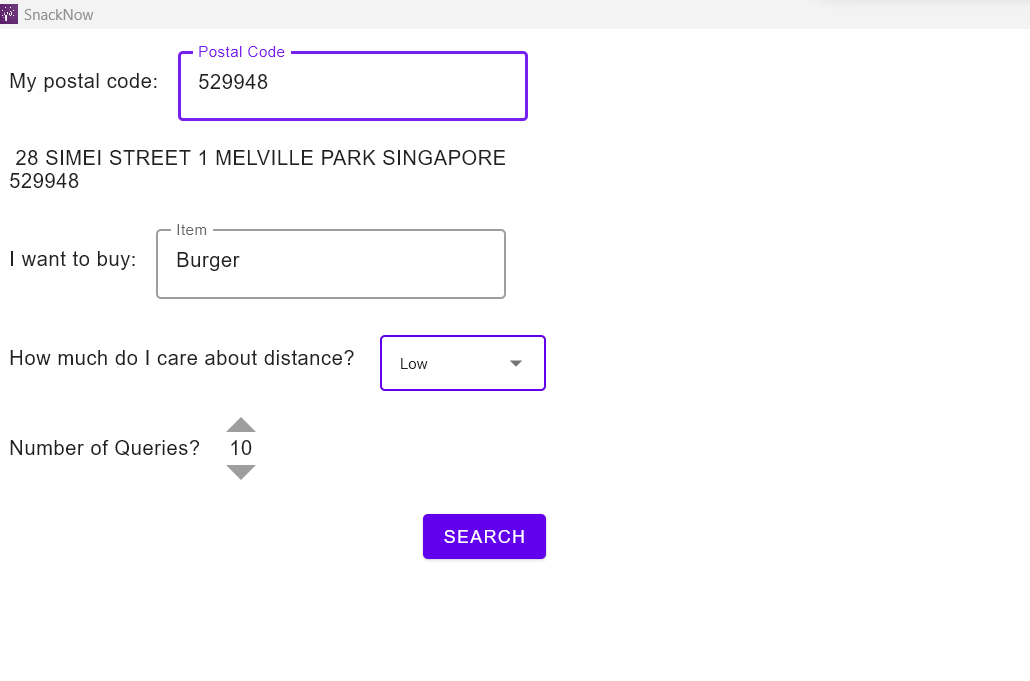 SnackNow
Postal Code
My postal code: 529948
28 SIMEI STREET 1 MELVILLE PARK SINGAPORE
529948
Item
I want to buy: Burger
How much do I care about distance? Low
Number of Queries? 10
SEARCH